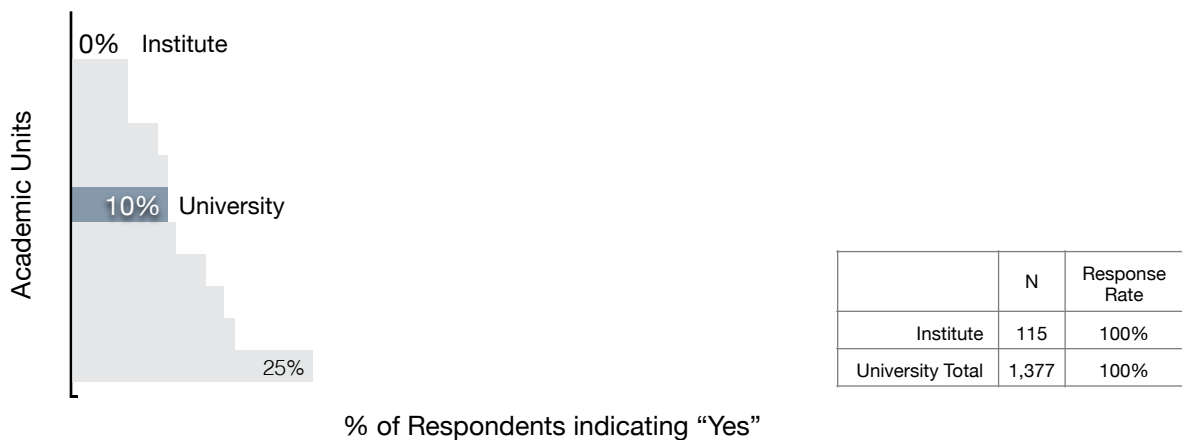 0% Institute
Academic Units
10% University
25%
N Response Rate
Institute 115 100%
University Total 1,377 100%
% of Respondents indicating “Yes”